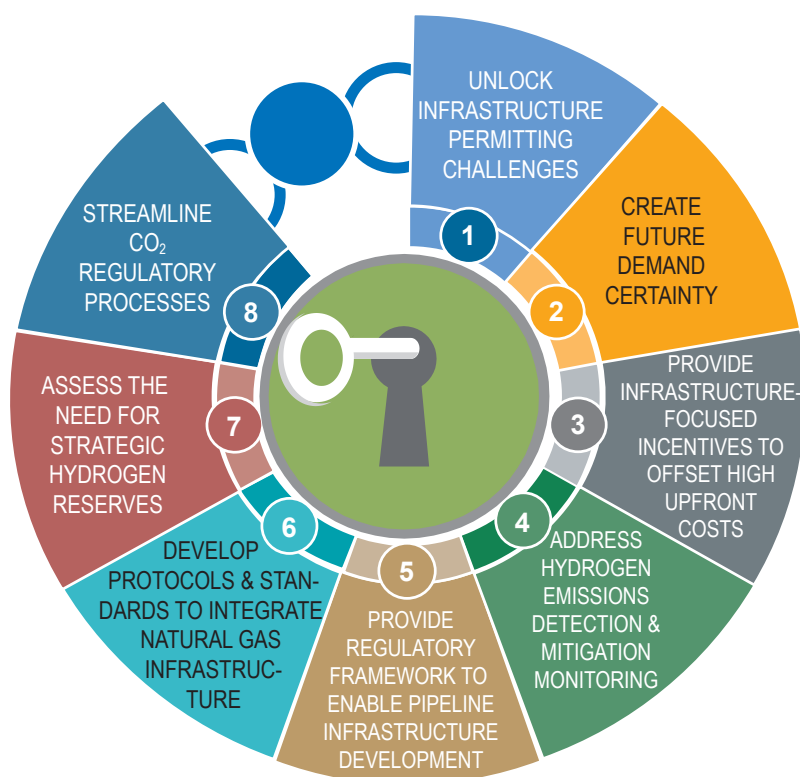 UNLOCK
INFRASTRUCTURE
PERMITTING
CHALLENGES
1
CREATE
FUTURE
DEMAND
CERTAINTY
2
PROVIDE
INFRASTRUCTURE-
FOCUSED
INCENTIVES TO
OFFSET HIGH
UPFRONT
COSTS
3
ADDRESS
HYDROGEN
EMISSIONS
DETECTION &
MITIGATION
MONITORING
4
PROVIDE
REGULATORY
FRAMEWORK TO
ENABLE PIPELINE
INFRASTRUCTURE
DEVELOPMENT
5
DEVELOP
PROTOCOLS & STAN-
DARDS TO INTEGRATE
NATURAL GAS
INFRASTRUC-
TURE
6
ASSESS THE
NEED FOR
STRATEGIC
HYDROGEN
RESERVES
7
STREAMLINE
CO₂
REGULATORY
PROCESSES
8